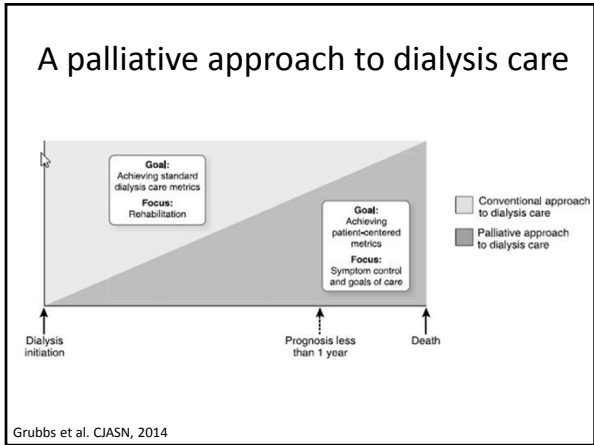 A palliative approach to dialysis care
Goal:
Achieving standard
dialysis care metrics
Focus:
Rehabilitation
Goal:
Achieving
patient-centered
metrics
Focus:
Symptom control
and goals of care
Conventional approach
to dialysis care
Palliative approach
to dialysis care
Dialysis
initiation
Prognosis less
than 1 year
Death
Grubbs et al. CJASN, 2014